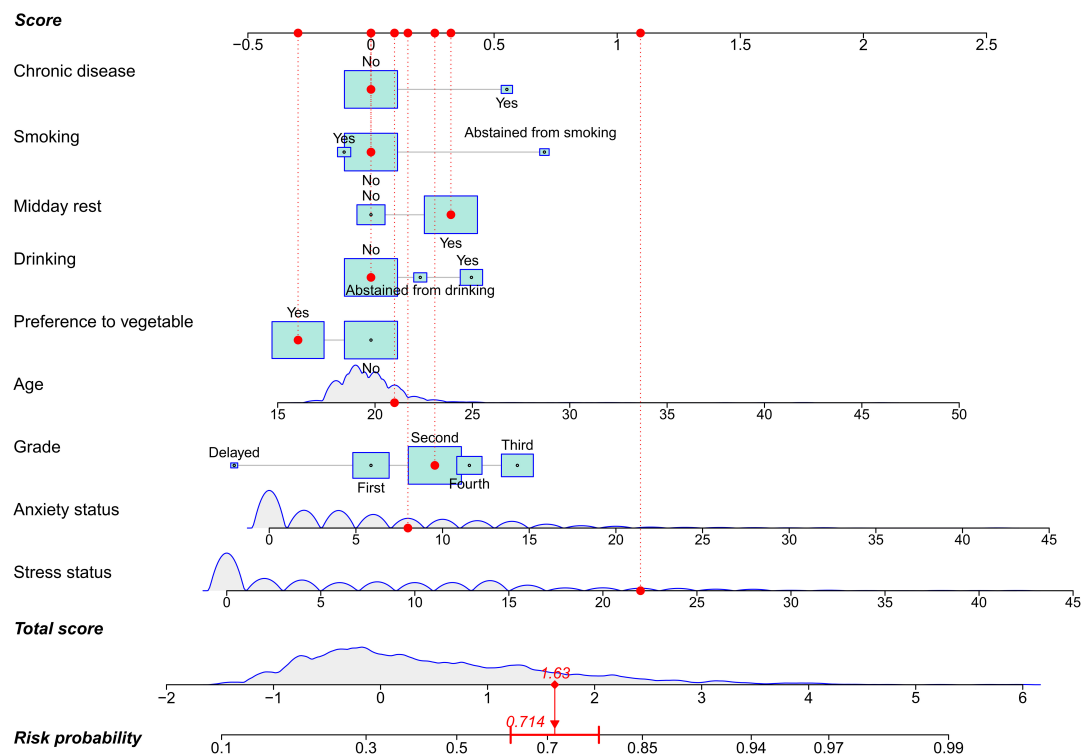 Score
−0.5 0 0.5 1 1.5 2 2.5
No
Chronic disease
Yes
Smoking
Yes
Abstained from smoking
No
No
Midday rest
Yes
No
Drinking
Yes
Abstained from drinking
Yes
Preference to vegetable
No
Age
15 20 25 30 35 40 45 50
Second
Grade
Delayed
Third
First
Fourth
Anxiety status
0 5 10 15 20 25 30 35 40 45
Stress status
0 5 10 15 20 25 30 35 40 45
Total score
1.63
−2 −1 0 1 2 3 4 5 6
0.714
Risk probability
0.1 0.3 0.5 0.7 0.85 0.94 0.97 0.99